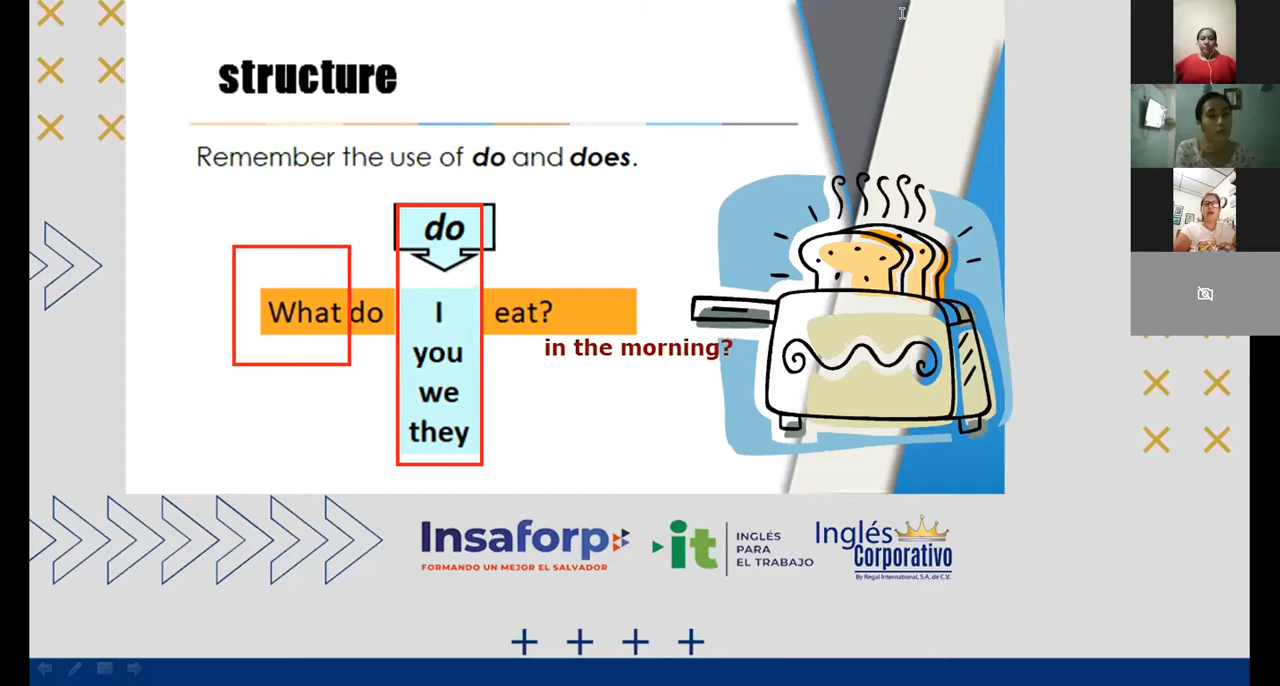 structure
Remember the use of do and does.
do
What do I eat?
in the morning?
you
we
they
Insaforp
FORMANDO UN MEJOR EL SALVADOR
it
INGLÉS
PARA
EL TRABAJO
Inglés
Corporativo
By Regal International, S.A. de C.V.